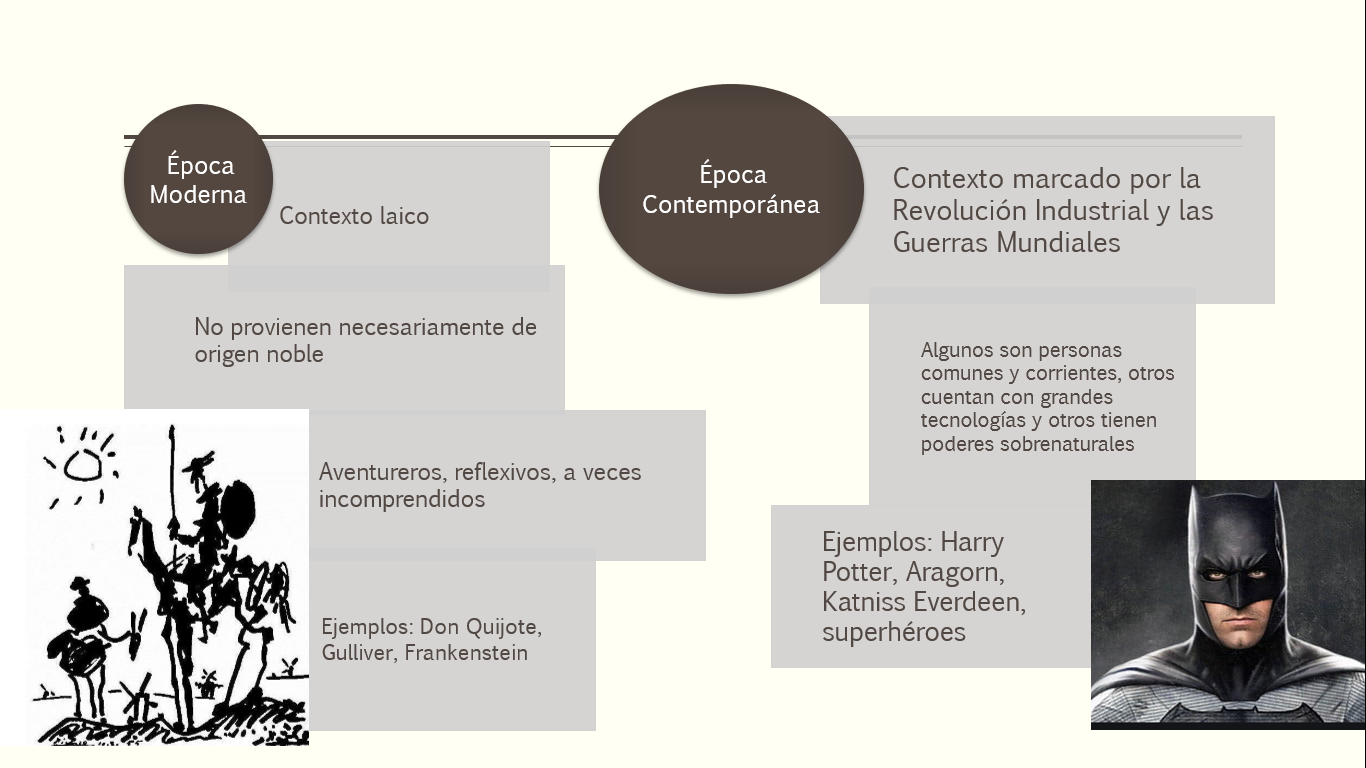 Época
Moderna
Contexto laico
No provienen necesariamente de
origen noble
Aventureros, reflexivos, a veces
incomprendidos
Ejemplos: Don Quijote,
Gulliver, Frankenstein
Época
Contemporánea
Contexto marcado por la
Revolución Industrial y las
Guerras Mundiales
Algunos son personas
comunes y corrientes, otros
cuentan con grandes
tecnologías y otros tienen
poderes sobrenaturales
Ejemplos: Harry
Potter, Aragorn,
Katniss Everdeen,
superhéroes